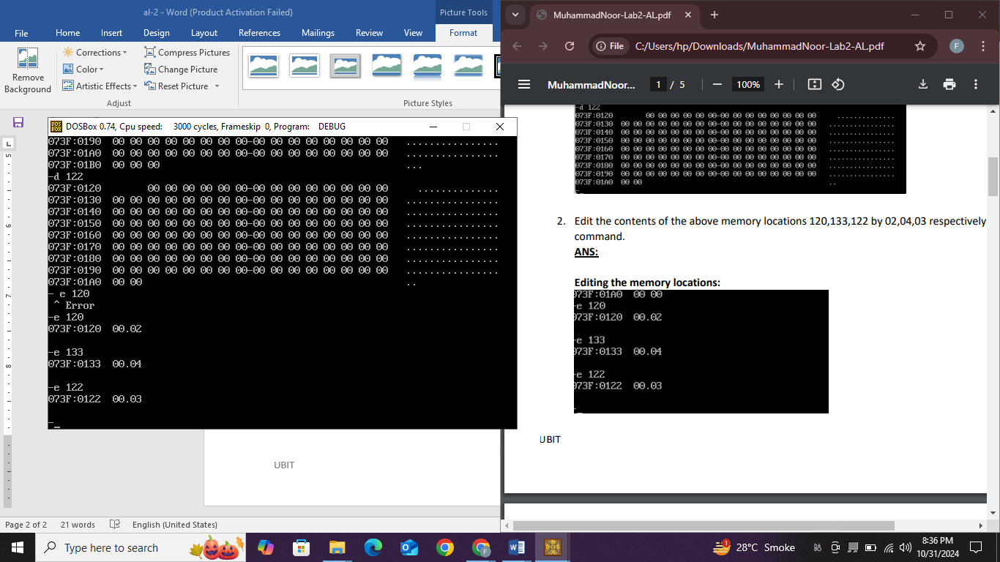 al-2 - Word (Product Activation Failed)
Picture Tools
File Home Insert Design Layout References Mailings Review View Format
Remove Background
Corrections
Color
Artistic Effects
Compress Pictures
Change Picture
Reset Picture
Adjust
Picture Styles
L
5
6
7
8
DOSBox 0.74, Cpu speed: 3000 cycles, Frameskip 0, Program: DEBUG
073F:0190 00 00 00 00 00 00 00 00-00 00 00 00 00 00 00 00 ................
073F:01A0 00 00 00 00 00 00 00 00-00 00 00 00 00 00 00 00 ................
073F:01B0 00 00 00 ...
-d 122
073F:0120 00 00 00 00 00 00-00 00 00 00 00 00 00 00 ..............
073F:0130 00 00 00 00 00 00 00 00-00 00 00 00 00 00 00 00 ................
073F:0140 00 00 00 00 00 00 00 00-00 00 00 00 00 00 00 00 ................
073F:0150 00 00 00 00 00 00 00 00-00 00 00 00 00 00 00 00 ................
073F:0160 00 00 00 00 00 00 00 00-00 00 00 00 00 00 00 00 ................
073F:0170 00 00 00 00 00 00 00 00-00 00 00 00 00 00 00 00 ................
073F:0180 00 00 00 00 00 00 00 00-00 00 00 00 00 00 00 00 ................
073F:0190 00 00 00 00 00 00 00 00-00 00 00 00 00 00 00 00 ................
073F:01A0 00 00 ..
- e 120
^ Error
-e 120
073F:0120 00.02
-e 133
073F:0133 00.04
-e 122
073F:0122 00.03
-_
UBIT
Page 2 of 2 21 words English (United States)
MuhammadNoor-Lab2-AL.pdf
File C:/Users/hp/Downloads/MuhammadNoor-Lab2-AL.pdf
F
MuhammadNoor... 1 / 5 100%
-d 122
073F:0120 00 00 00 00 00 00-00 00 00 00 00 00 00 00 ..............
073F:0130 00 00 00 00 00 00 00 00-00 00 00 00 00 00 00 00 ................
073F:0140 00 00 00 00 00 00 00 00-00 00 00 00 00 00 00 00 ................
073F:0150 00 00 00 00 00 00 00 00-00 00 00 00 00 00 00 00 ................
073F:0160 00 00 00 00 00 00 00 00-00 00 00 00 00 00 00 00 ................
073F:0170 00 00 00 00 00 00 00 00-00 00 00 00 00 00 00 00 ................
073F:0180 00 00 00 00 00 00 00 00-00 00 00 00 00 00 00 00 ................
073F:0190 00 00 00 00 00 00 00 00-00 00 00 00 00 00 00 00 ................
073F:01A0 00 00 ..
2. Edit the contents of the above memory locations 120,133,122 by 02,04,03 respectively
command.
ANS:
Editing the memory locations:
073F:01A0 00 00
-e 120
073F:0120 00.02
-e 133
073F:0133 00.04
-e 122
073F:0122 00.03
-_
UBIT
Type here to search
1
28°C Smoke
8:36 PM
10/31/2024